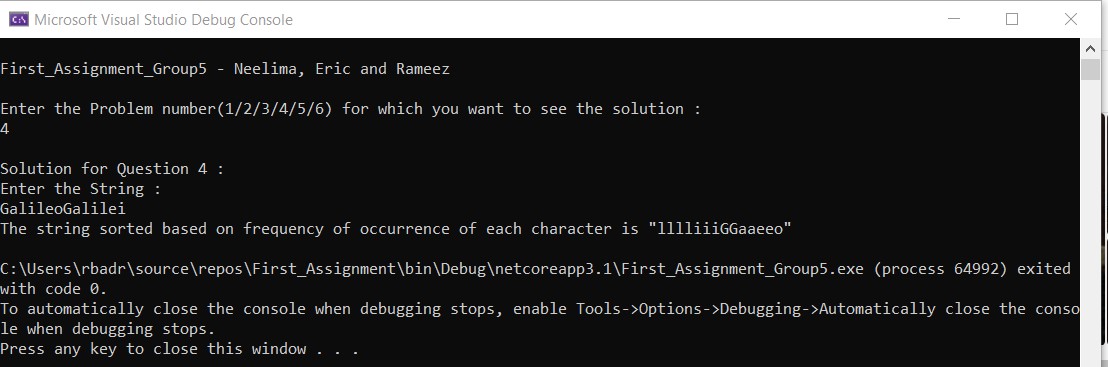 Microsoft Visual Studio Debug Console
First_Assignment_Group5 - Neelima, Eric and Rameez
Enter the Problem number(1/2/3/4/5/6) for which you want to see the solution :
4
Solution for Question 4 :
Enter the String :
GalileoGalilei
The string sorted based on frequency of occurrence of each character is "lllliiiGGaaeeo"
C:\Users\rbadr\source\repos\First_Assignment\bin\Debug\netcoreapp3.1\First_Assignment_Group5.exe (process 64992) exited
with code 0.
To automatically close the console when debugging stops, enable Tools->Options->Debugging->Automatically close the conso
le when debugging stops.
Press any key to close this window . . .